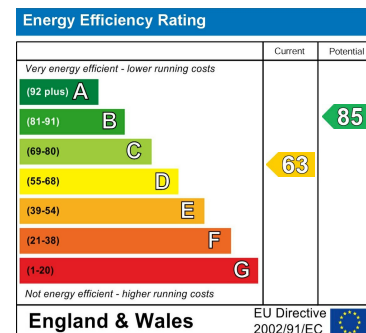 Energy Efficiency Rating
Current Potential
Very energy efficient - lower running costs
(92 plus) A
(81-91) B
85
(69-80) C
63
(55-68) D
(39-54) E
(21-38) F
(1-20) G
Not energy efficient - higher running costs
England & Wales
EU Directive
2002/91/EC